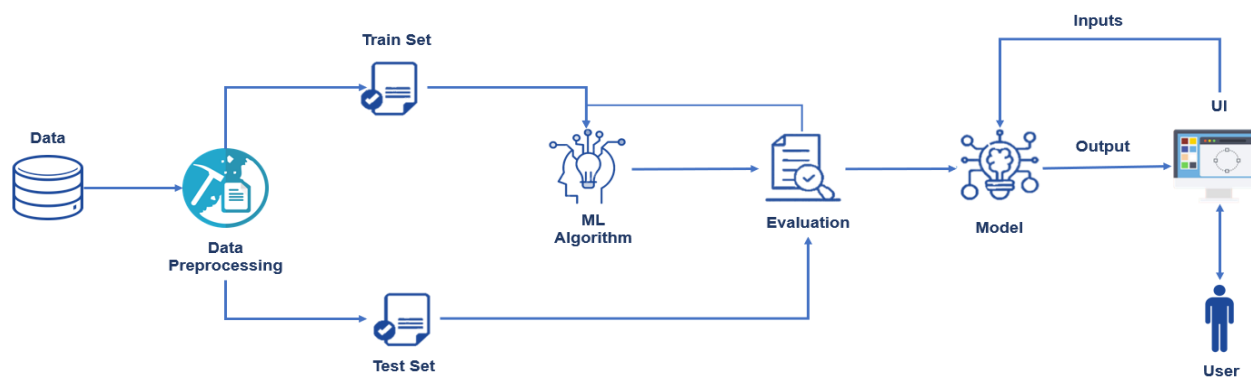 Data
Data
Preprocessing
Train Set
Test Set
ML
Algorithm
Evaluation
Model
Inputs
Output
UI
User